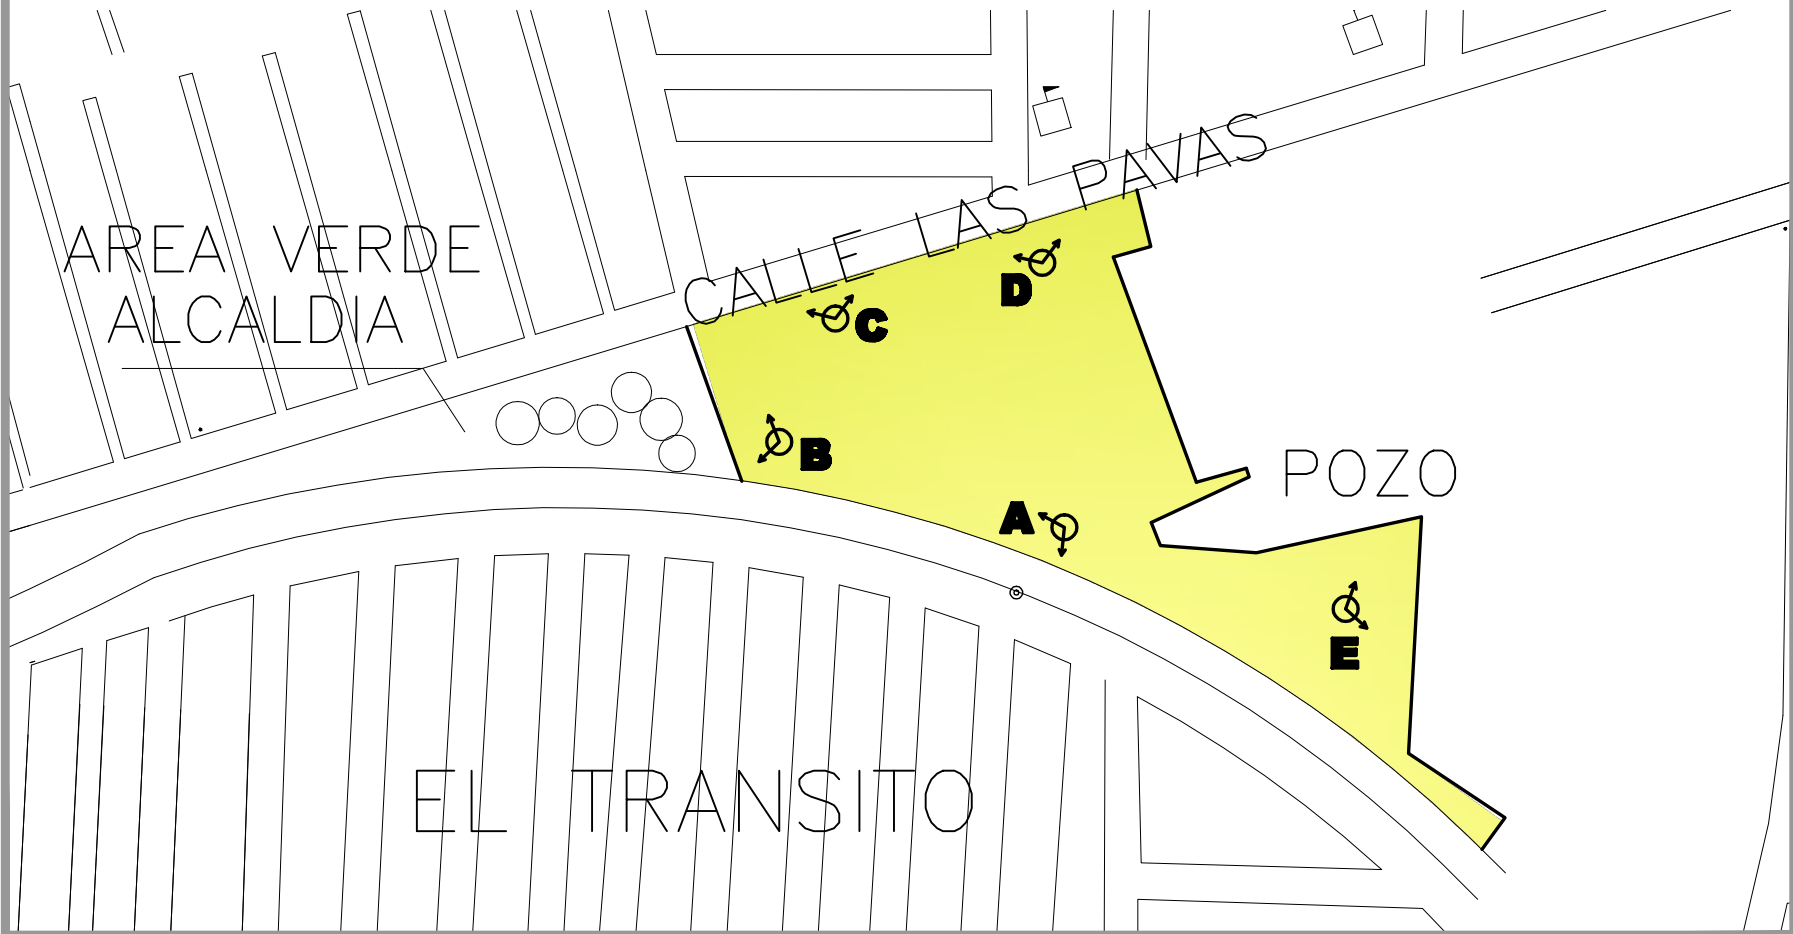 CALLE LAS PAVAS
AREA VERDE
ALCALDIA
D
C
B
A
POZO
E
EL TRANSITO